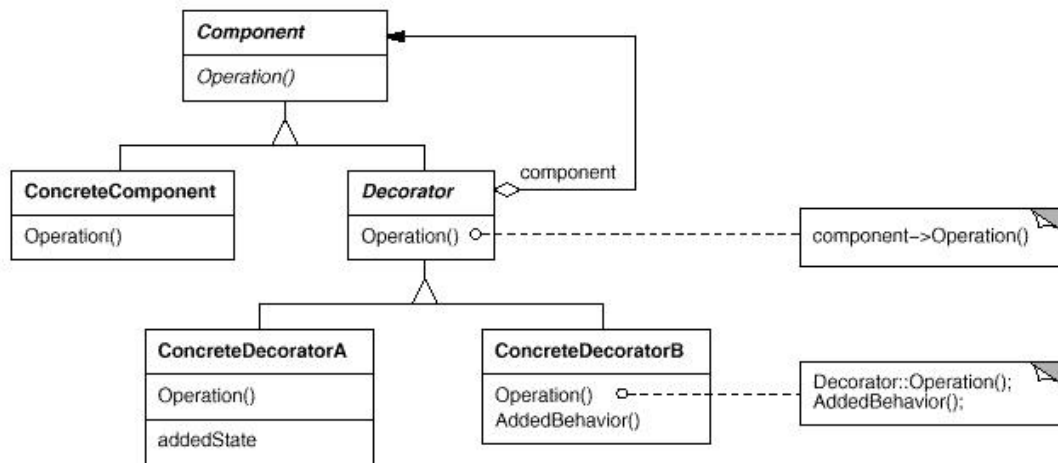 Component
Operation()
ConcreteComponent
Operation()
Decorator
Operation()
component
component–>Operation()
ConcreteDecoratorA
Operation()
addedState
ConcreteDecoratorB
Operation()
AddedBehavior()
Decorator::Operation();
AddedBehavior();